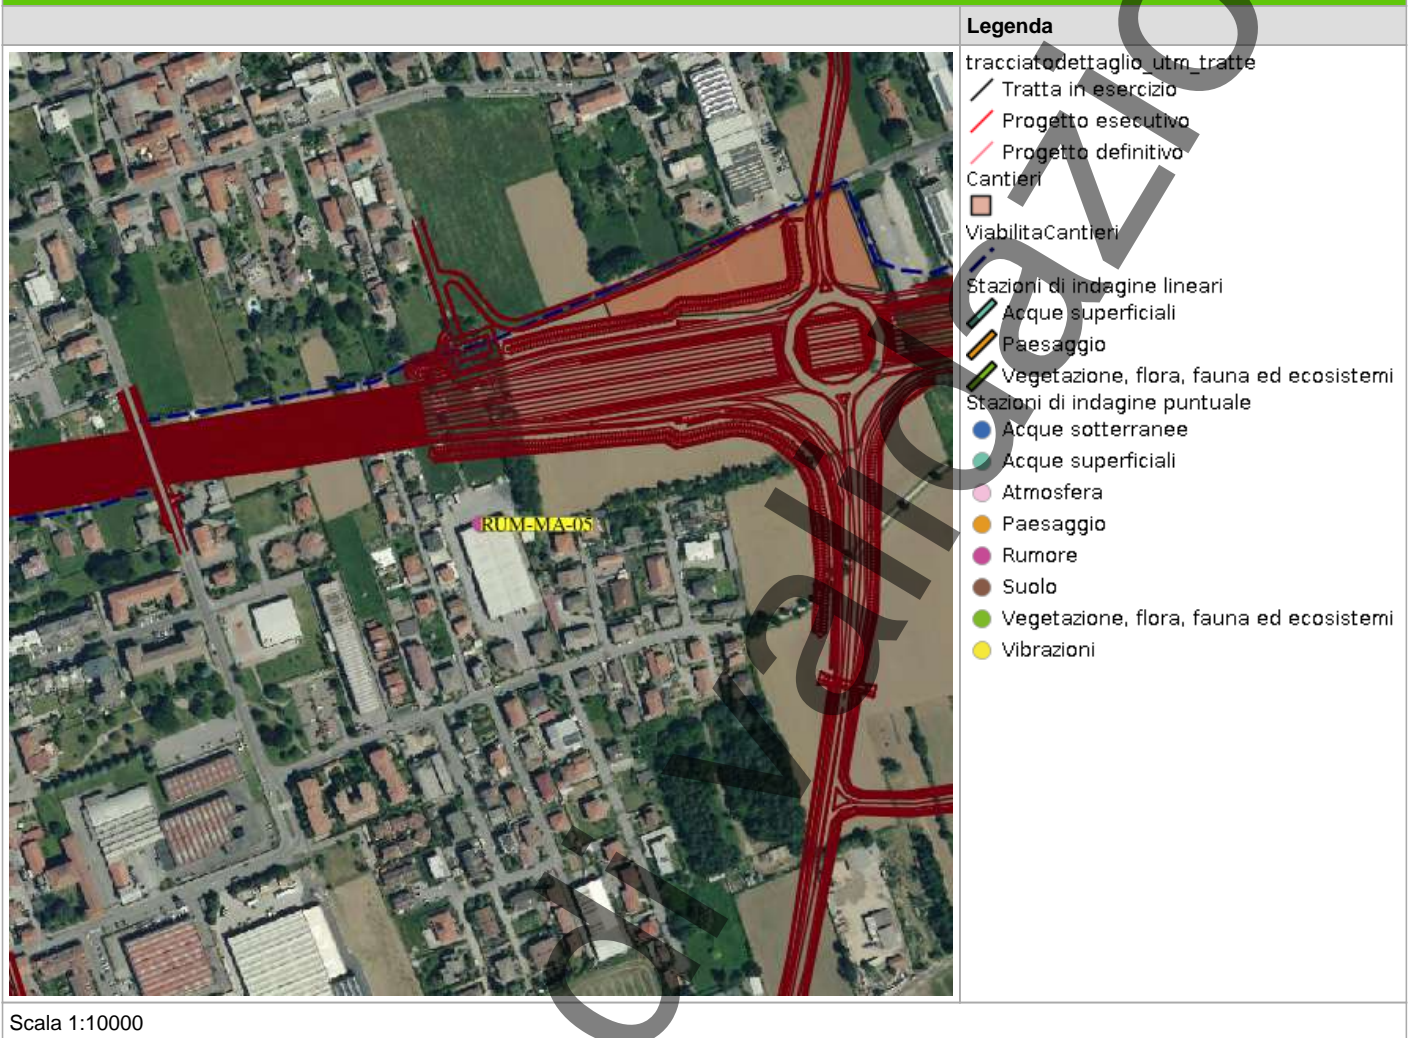 Legenda
tracciatodettaglio_utm_tratte
Tratta in esercizio
Progetto esecutivo
Progetto definitivo
Cantieri
ViabilitaCantieri
Stazioni di indagine lineari
Acque superficiali
Paesaggio
Vegetazione, flora, fauna ed ecosistemi
Stazioni di indagine puntuale
Acque sotterranee
Acque superficiali
Atmosfera
Paesaggio
Rumore
Suolo
Vegetazione, flora, fauna ed ecosistemi
Vibrazioni
RUM-MA-05
di validazio
Scala 1:10000